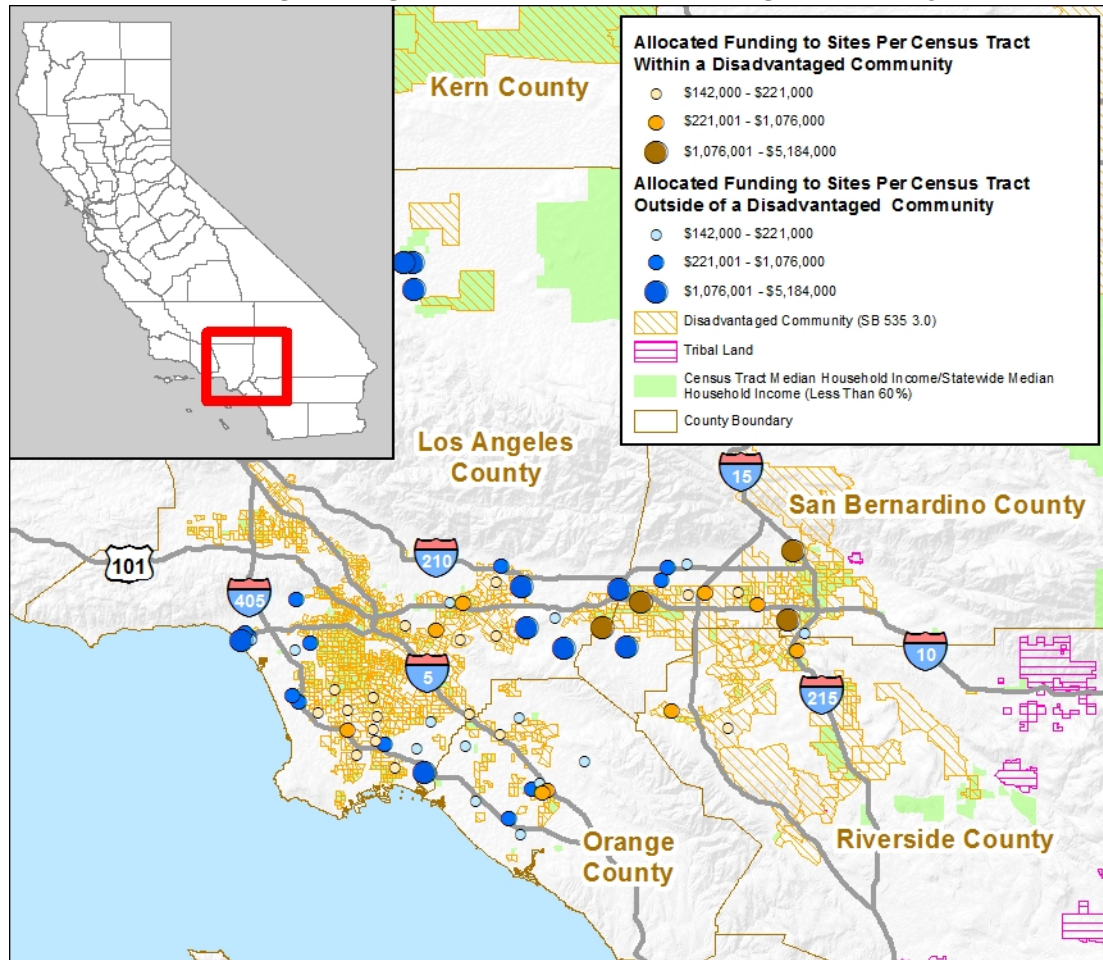 Kern County
Allocated Funding to Sites Per Census Tract
Within a Disadvantaged Community
$142,000 - $221,000
$221,001 - $1,076,000
$1,076,001 - $5,184,000
Allocated Funding to Sites Per Census Tract
Outside of a Disadvantaged Community
$142,000 - $221,000
$221,001 - $1,076,000
$1,076,001 - $5,184,000
Disadvantaged Community (SB 535 3.0)
Tribal Land
Census Tract Median Household Income/Statewide Median
Household Income (Less Than 60%)
County Boundary
Los Angeles
County
15
San Bernardino County
101
210
405
10
5
215
Orange
County
Riverside County